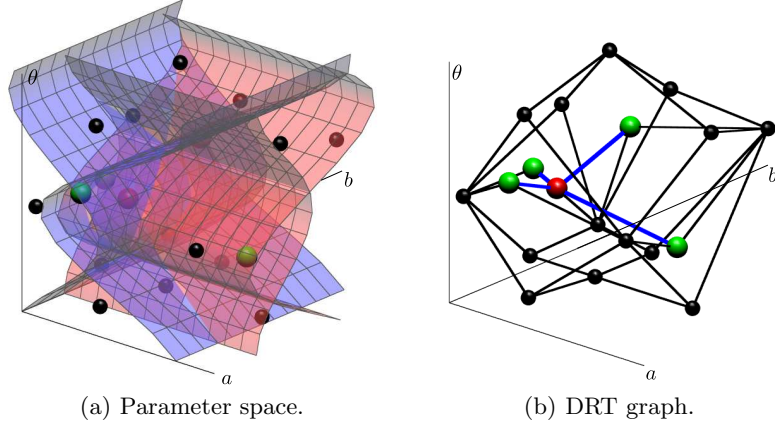 θ
b
a
θ
b
a
(a) Parameter space.
(b) DRT graph.